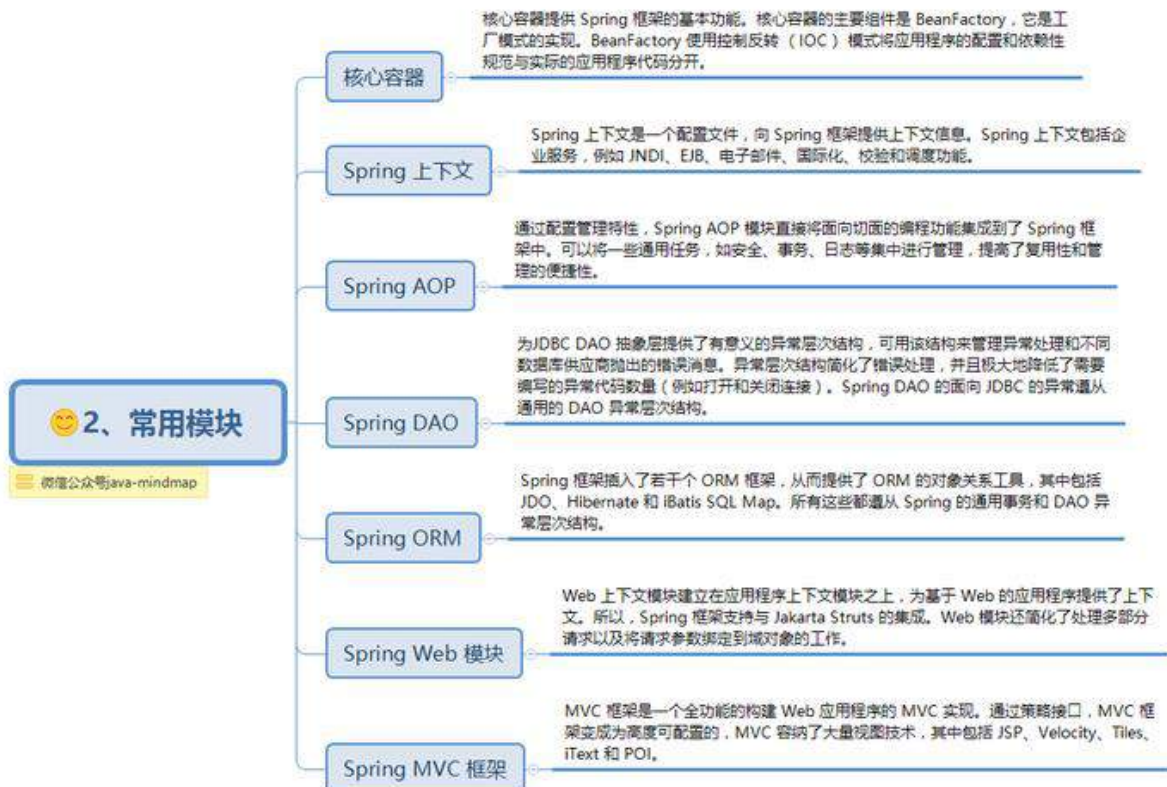 核心容器提供 Spring 框架的基本功能。核心容器的主要组件是 BeanFactory，它是工
厂模式的实现。BeanFactory 使用控制反转 （IOC） 模式将应用程序的配置和依赖性
规范与实际的应用程序代码分开。
核心容器
Spring 上下文是一个配置文件，向 Spring 框架提供上下文信息。Spring 上下文包括企
业服务，例如 JNDI、EJB、电子邮件、国际化、校验和调度功能。
Spring 上下文
通过配置管理特性，Spring AOP 模块直接将面向切面的编程功能集成到了 Spring 框
架中。可以将一些通用任务，如安全、事务、日志等集中进行管理，提高了复用性和管
理的便捷性。
Spring AOP
为JDBC DAO 抽象层提供了有意义的异常层次结构，可用该结构来管理异常处理和不同
数据库供应商抛出的错误消息。异常层次结构简化了错误处理，并且极大地降低了需要
编写的异常代码数量（例如打开和关闭连接）。Spring DAO 的面向 JDBC 的异常遵从
通用的 DAO 异常层次结构。
Spring DAO
2、常用模块
微信公众号java-mindmap
Spring 框架插入了若干个 ORM 框架，从而提供了 ORM 的对象关系工具，其中包括
JDO、Hibernate 和 iBatis SQL Map。所有这些都遵从 Spring 的通用事务和 DAO 异
常层次结构。
Spring ORM
Web 上下文模块建立在应用程序上下文模块之上，为基于 Web 的应用程序提供了上下
文。所以，Spring 框架支持与 Jakarta Struts 的集成。Web 模块还简化了处理多部分
请求以及将请求参数绑定到域对象的工作。
Spring Web 模块
MVC 框架是一个全功能的构建 Web 应用程序的 MVC 实现。通过策略接口，MVC 框
架变成为高度可配置的，MVC 容纳了大量视图技术，其中包括 JSP、Velocity、Tiles、
iText 和 POI。
Spring MVC 框架